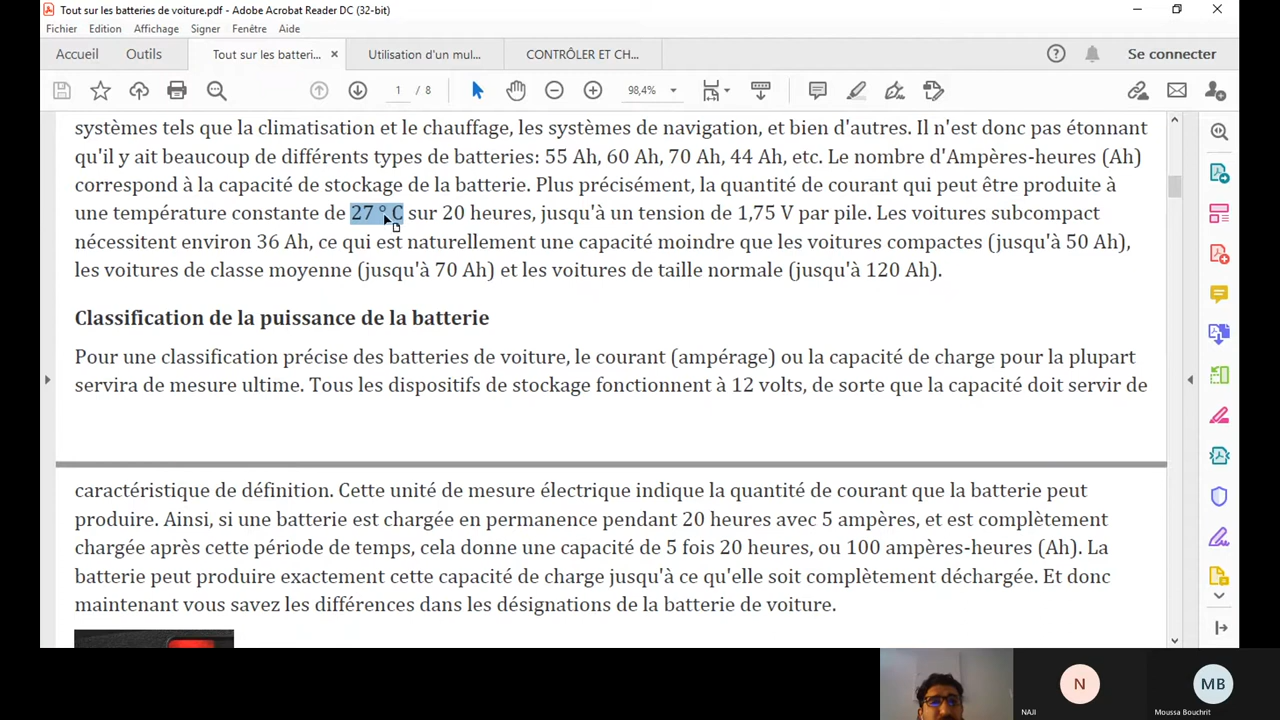 Tout sur les batteries de voiture.pdf - Adobe Acrobat Reader DC (32-bit)
Fichier Edition Affichage Signer Fenêtre Aide
Accueil Outils Tout sur les batteri... × Utilisation d'un mul... CONTRÔLER ET CH... Se connecter
1 / 8 98,4%
systèmes tels que la climatisation et le chauffage, les systèmes de navigation, et bien d'autres. Il n'est donc pas étonnant
qu'il y ait beaucoup de différents types de batteries: 55 Ah, 60 Ah, 70 Ah, 44 Ah, etc. Le nombre d'Ampères-heures (Ah)
correspond à la capacité de stockage de la batterie. Plus précisément, la quantité de courant qui peut être produite à
une température constante de 27 ° C sur 20 heures, jusqu'à un tension de 1,75 V par pile. Les voitures subcompact
nécessitent environ 36 Ah, ce qui est naturellement une capacité moindre que les voitures compactes (jusqu'à 50 Ah),
les voitures de classe moyenne (jusqu'à 70 Ah) et les voitures de taille normale (jusqu'à 120 Ah).
Classification de la puissance de la batterie
Pour une classification précise des batteries de voiture, le courant (ampérage) ou la capacité de charge pour la plupart
servira de mesure ultime. Tous les dispositifs de stockage fonctionnent à 12 volts, de sorte que la capacité doit servir de
caractéristique de définition. Cette unité de mesure électrique indique la quantité de courant que la batterie peut
produire. Ainsi, si une batterie est chargée en permanence pendant 20 heures avec 5 ampères, et est complètement
chargée après cette période de temps, cela donne une capacité de 5 fois 20 heures, ou 100 ampères-heures (Ah). La
batterie peut produire exactement cette capacité de charge jusqu'à ce qu'elle soit complètement déchargée. Et donc
maintenant vous savez les différences dans les désignations de la batterie de voiture.
N MB
NAJI Moussa Bouchrit